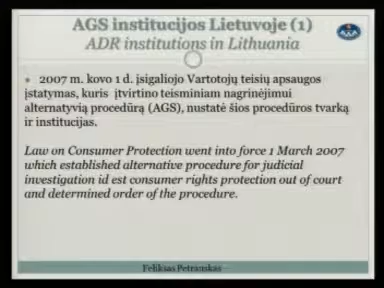 AGS institucijos Lietuvoje (1)
ADR institutions in Lithuania
2007 m. kovo 1 d. įsigaliojo Vartotojų teisių apsaugos
įstatymas, kuris įtvirtino teisminiam nagrinėjimui
alternatyvią procedūrą (AGS), nustatė šios procedūros tvarką
ir institucijas.
Law on Consumer Protection went into force 1 March 2007
which established alternative procedure for judicial
investigation id est consumer rights protection out of court
and determined order of the procedure.
Feliksas Petrauskas